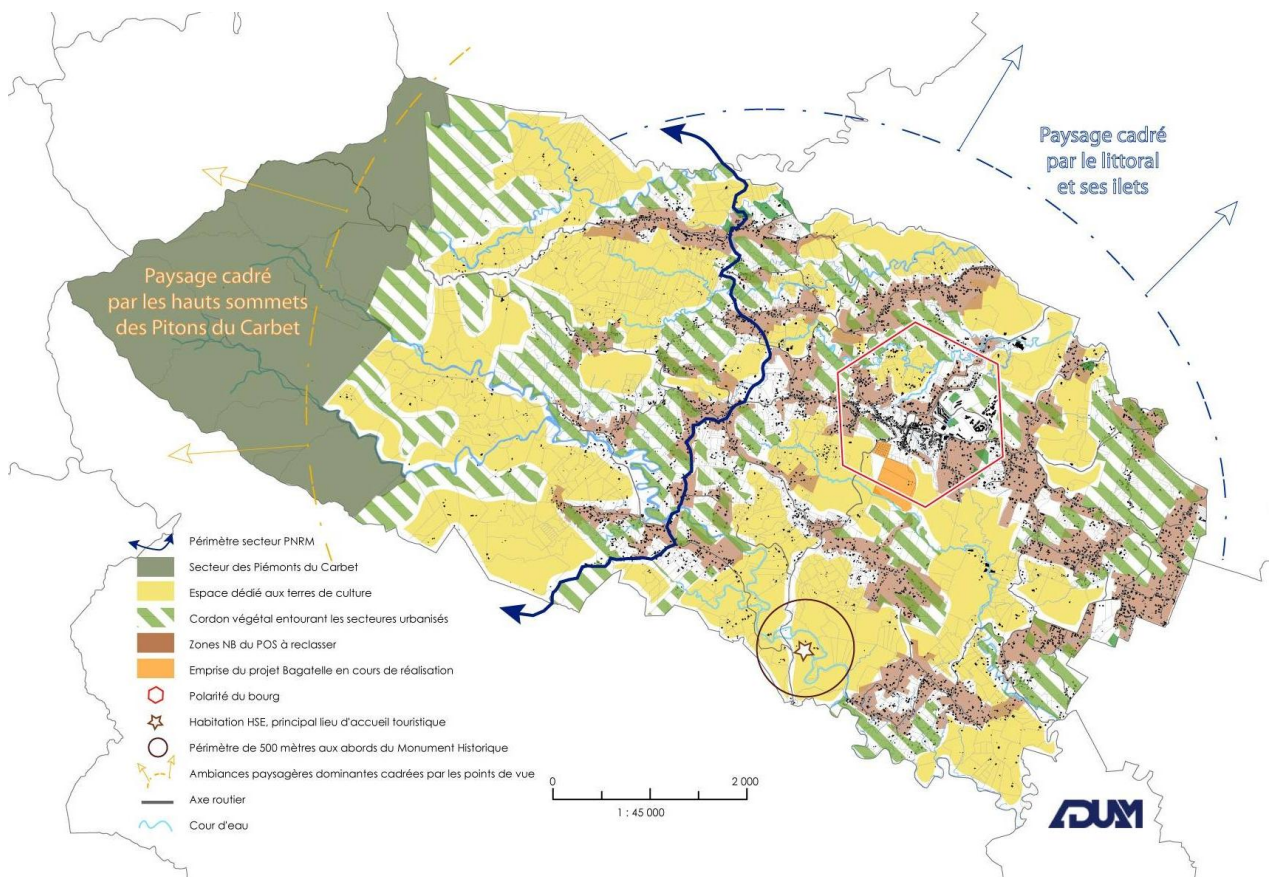 Paysage cadré
par le littoral
et ses ilets
Paysage cadré
par les hauts sommets
des Pitons du Carbet
Périmètre secteur PNRM
Secteur des Piémonts du Carbet
Espace dédié aux terres de culture
Cordon végétal entourant les secteures urbanisés
Zones NB du POS à reclasser
Emprise du projet Bagatelle en cours de réalisation
Polarité du bourg
Habitation HSE, principal lieu d'accueil touristique
Périmètre de 500 mètres aux abords du Monument Historique
Ambiances paysagères dominantes cadrées par les points de vue
Axe routier
Cour d'eau
0 2 000
1 : 45 000
ADUAM